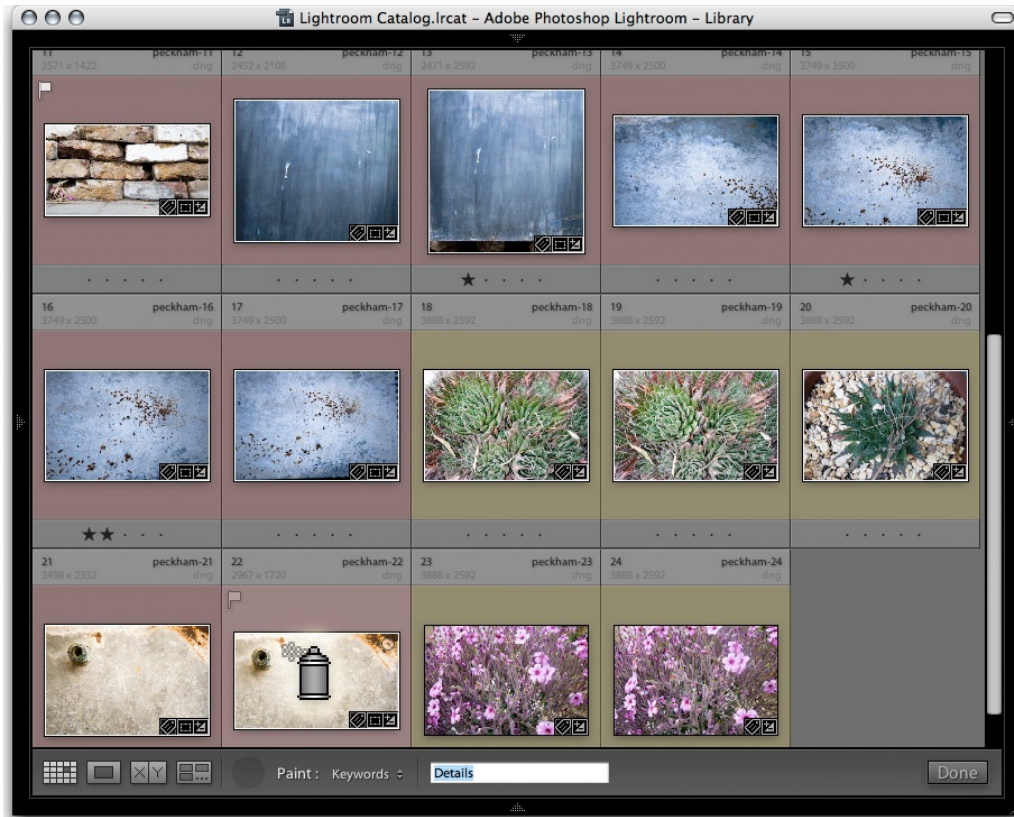 Lightroom Catalog.lrcat – Adobe Photoshop Lightroom – Library
11 peckham-11 12 peckham-12 13 peckham-13 14 peckham-14 15 peckham-15
2571 x 1422 dng 2452 x 2106 dng 2471 x 2592 dng 3749 x 2500 dng 3749 x 2500 dng
16 peckham-16 17 peckham-17 18 peckham-18 19 peckham-19 20 peckham-20
3749 x 2500 dng 3749 x 2500 dng 3888 x 2592 dng 3888 x 2592 dng 3888 x 2592 dng
21 peckham-21 22 peckham-22 23 peckham-23 24 peckham-24
3498 x 2332 dng 2967 x 1720 dng 3888 x 2592 dng 3888 x 2592 dng
XY Paint : Keywords Details Done